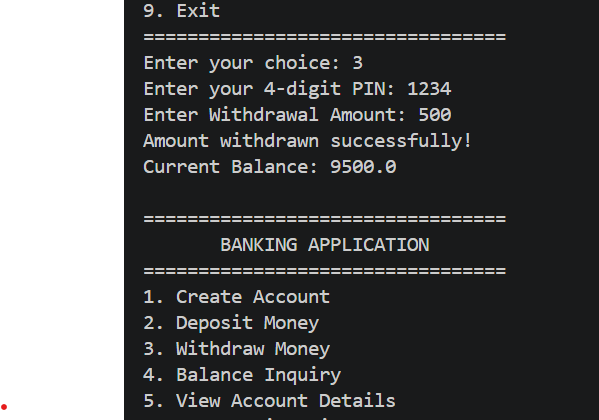 9. Exit
=================================
Enter your choice: 3
Enter your 4-digit PIN: 1234
Enter Withdrawal Amount: 500
Amount withdrawn successfully!
Current Balance: 9500.0
=================================
BANKING APPLICATION
=================================
1. Create Account
2. Deposit Money
3. Withdraw Money
4. Balance Inquiry
5. View Account Details